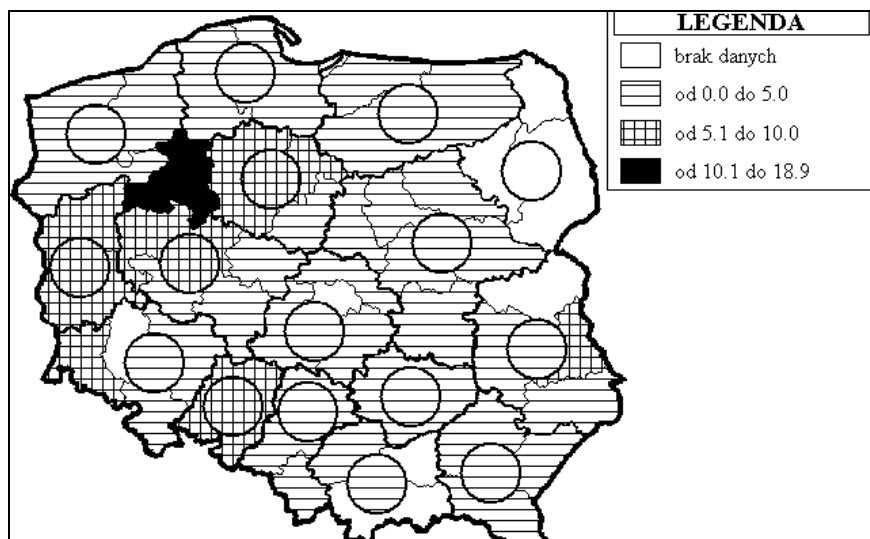 LEGENDA
brak danych
od 0.0 do 5.0
od 5.1 do 10.0
od 10.1 do 18.9